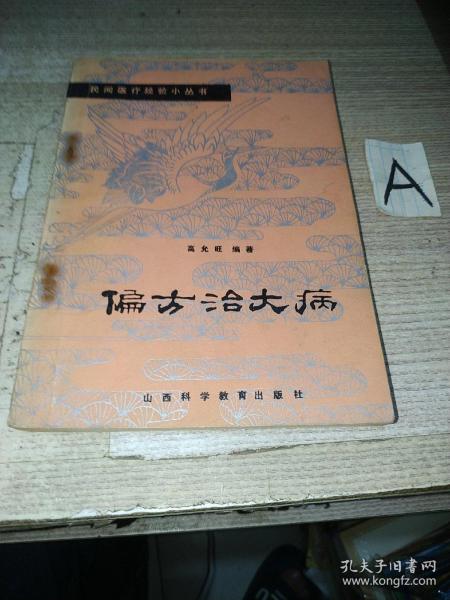 民间医疗经验小丛书
A
高允旺 编著
偏方治大病
山西科学教育出版社
孔夫子旧书网
www.kongfz.com